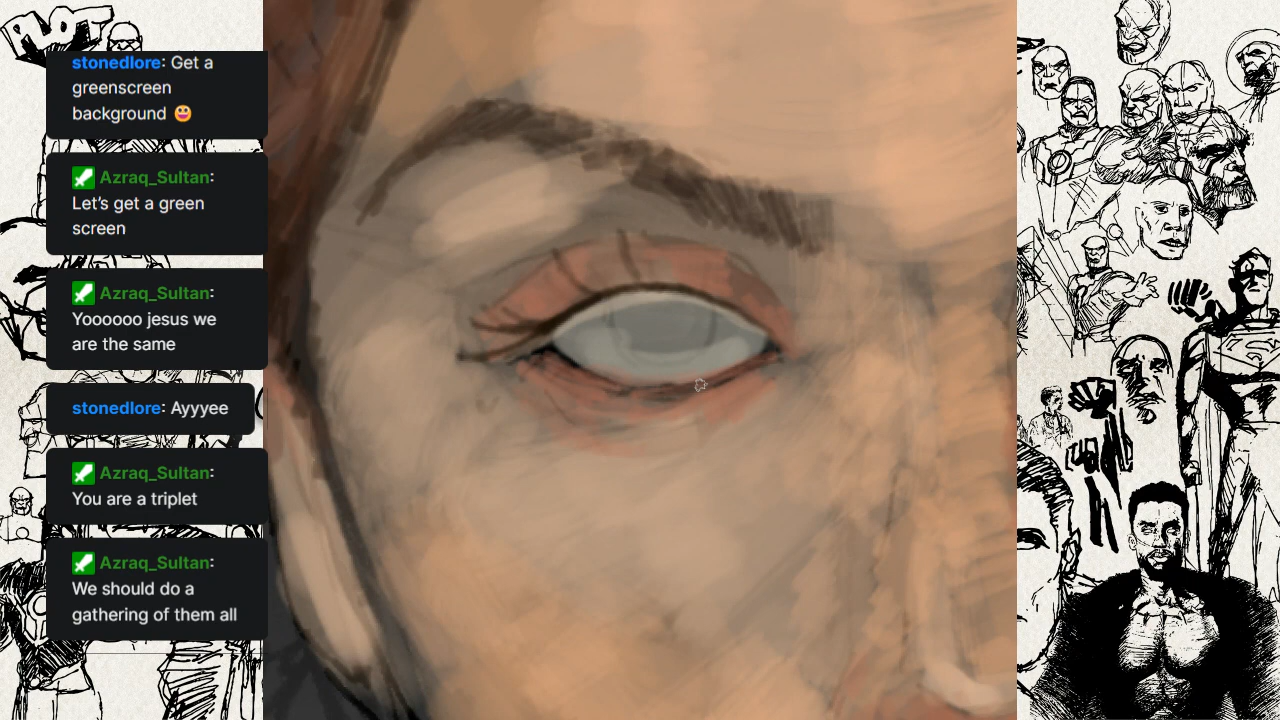 PLOT
stonedlore: Get a
greenscreen
background 😀
Azraq_Sultan:
Let’s get a green
screen
Azraq_Sultan:
Yoooooo jesus we
are the same
stonedlore: Ayyyee
Azraq_Sultan:
You are a triplet
Azraq_Sultan:
We should do a
gathering of them all